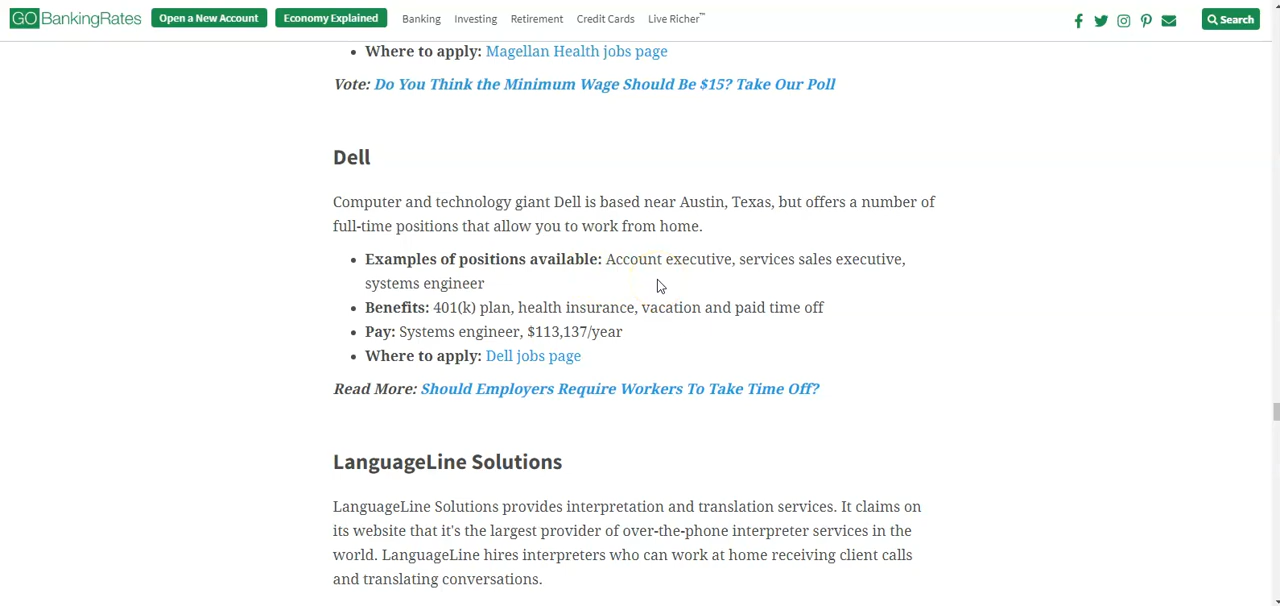 GOBankingRates Open a New Account Economy Explained Banking Investing Retirement Credit Cards Live Richer™ Search
• Where to apply: Magellan Health jobs page
Vote: Do You Think the Minimum Wage Should Be $15? Take Our Poll
Dell
Computer and technology giant Dell is based near Austin, Texas, but offers a number of
full-time positions that allow you to work from home.
• Examples of positions available: Account executive, services sales executive,
systems engineer
• Benefits: 401(k) plan, health insurance, vacation and paid time off
• Pay: Systems engineer, $113,137/year
• Where to apply: Dell jobs page
Read More: Should Employers Require Workers To Take Time Off?
LanguageLine Solutions
LanguageLine Solutions provides interpretation and translation services. It claims on
its website that it's the largest provider of over-the-phone interpreter services in the
world. LanguageLine hires interpreters who can work at home receiving client calls
and translating conversations.